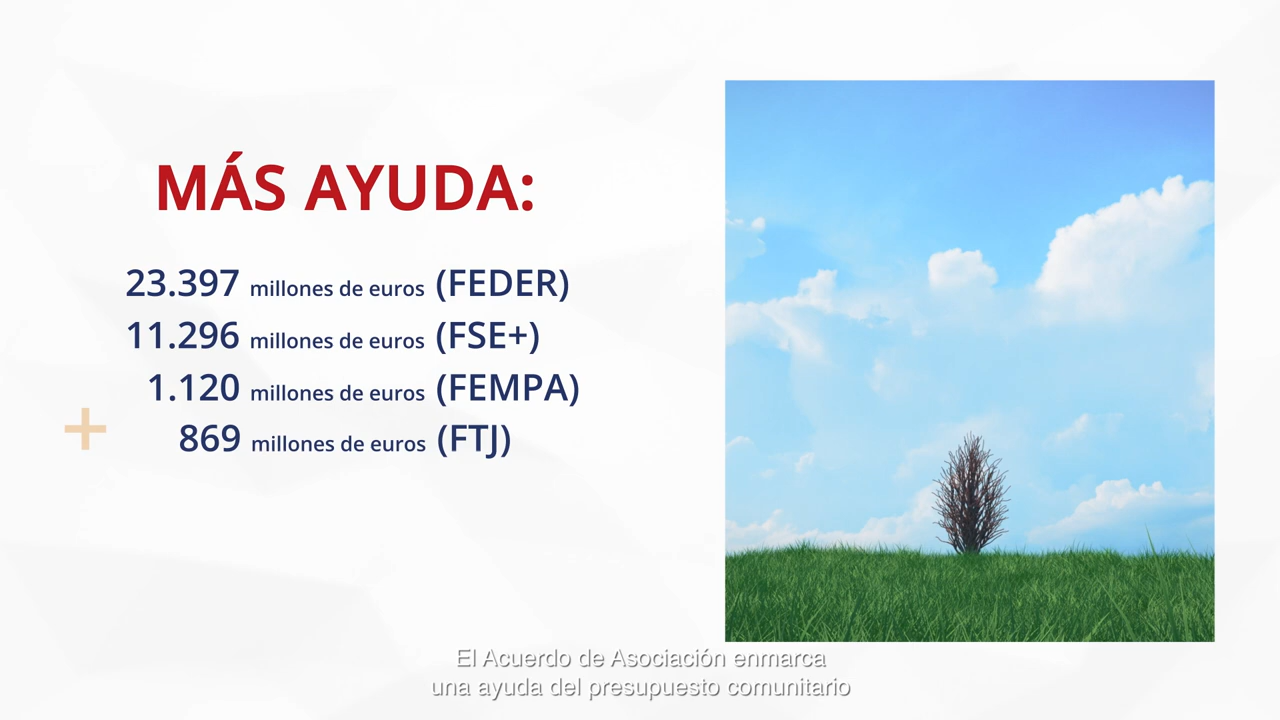 MÁS AYUDA:
23.397 millones de euros (FEDER)
11.296 millones de euros (FSE+)
1.120 millones de euros (FEMPA)
+ 869 millones de euros (FTJ)
El Acuerdo de Asociación enmarca
una ayuda del presupuesto comunitario